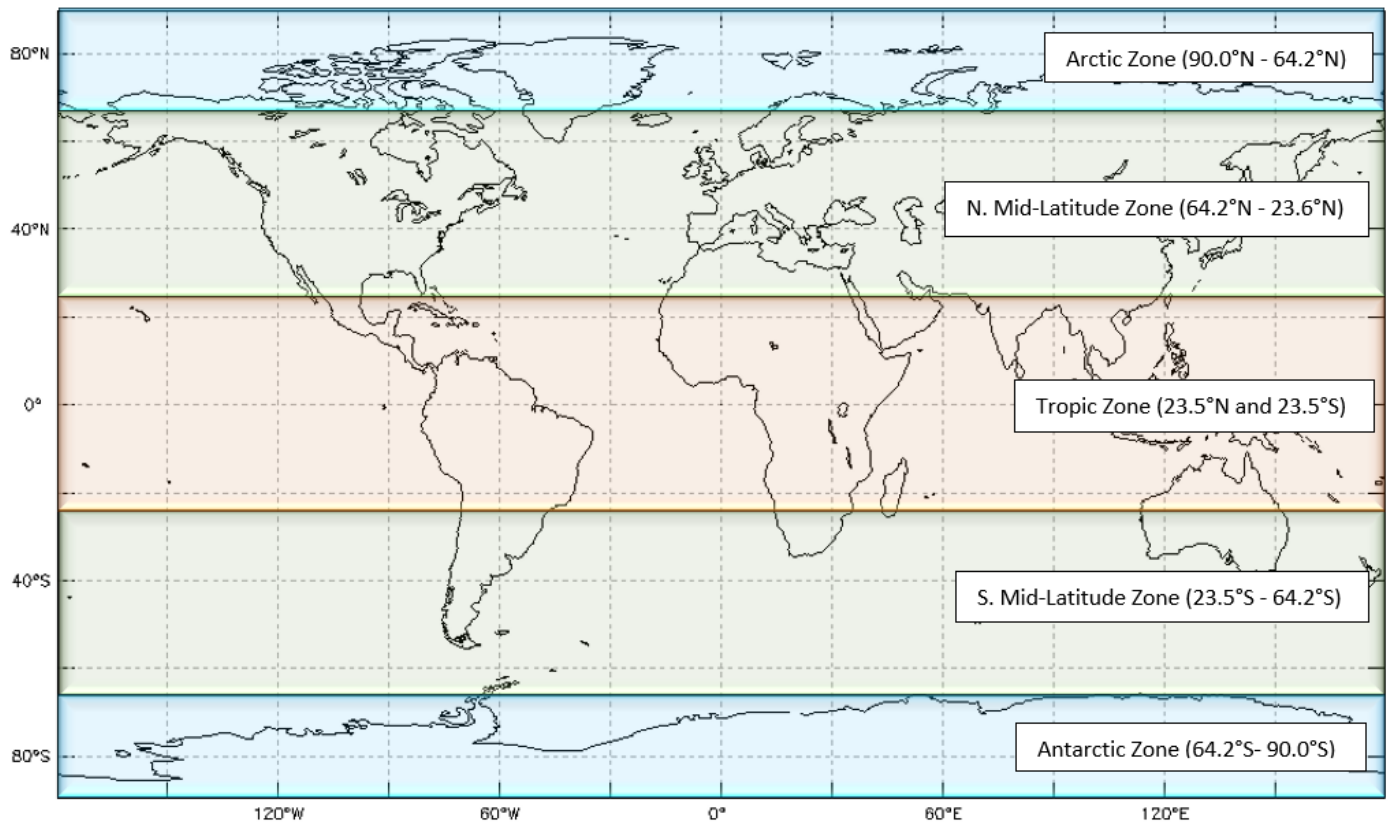 80°N
Arctic Zone (90.0°N - 64.2°N)
N. Mid-Latitude Zone (64.2°N - 23.6°N)
40°N
Tropic Zone (23.5°N and 23.5°S)
0°
40°S
S. Mid-Latitude Zone (23.5°S - 64.2°S)
Antarctic Zone (64.2°S- 90.0°S)
80°S
120°W 60°W 0° 60°E 120°E